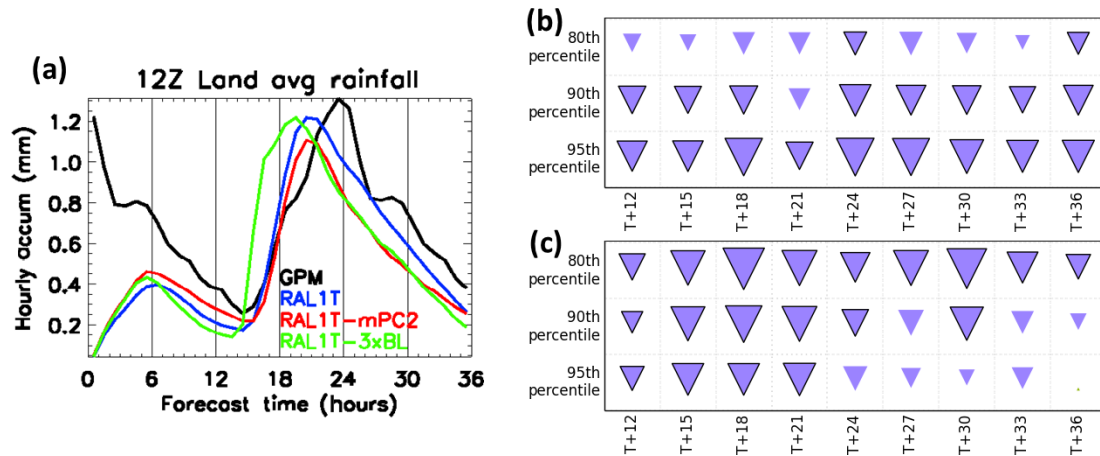 (a)
12Z Land avg rainfall
Hourly accum (mm)
1.2
1.0
0.8
0.6
0.4
0.2
GPM
RAL1T
RAL1T-mPC2
RAL1T-3xBL
0 6 12 18 24 30 36
Forecast time (hours)
(b)
80th
percentile
90th
percentile
95th
percentile
T+12 T+15 T+18 T+21 T+24 T+27 T+30 T+33 T+36
(c)
80th
percentile
90th
percentile
95th
percentile
T+12 T+15 T+18 T+21 T+24 T+27 T+30 T+33 T+36